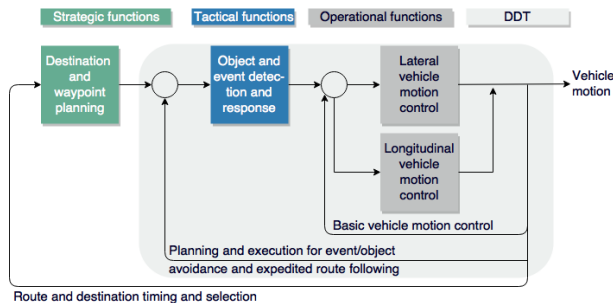 Strategic functions
Tactical functions
Operational functions
DDT
Destination
and
waypoint
planning
Object and
event detec-
tion and
response
Lateral
vehicle
motion
control
Vehicle
motion
Longitudinal
vehicle
motion
control
Basic vehicle motion control
Planning and execution for event/object
avoidance and expedited route following
Route and destination timing and selection